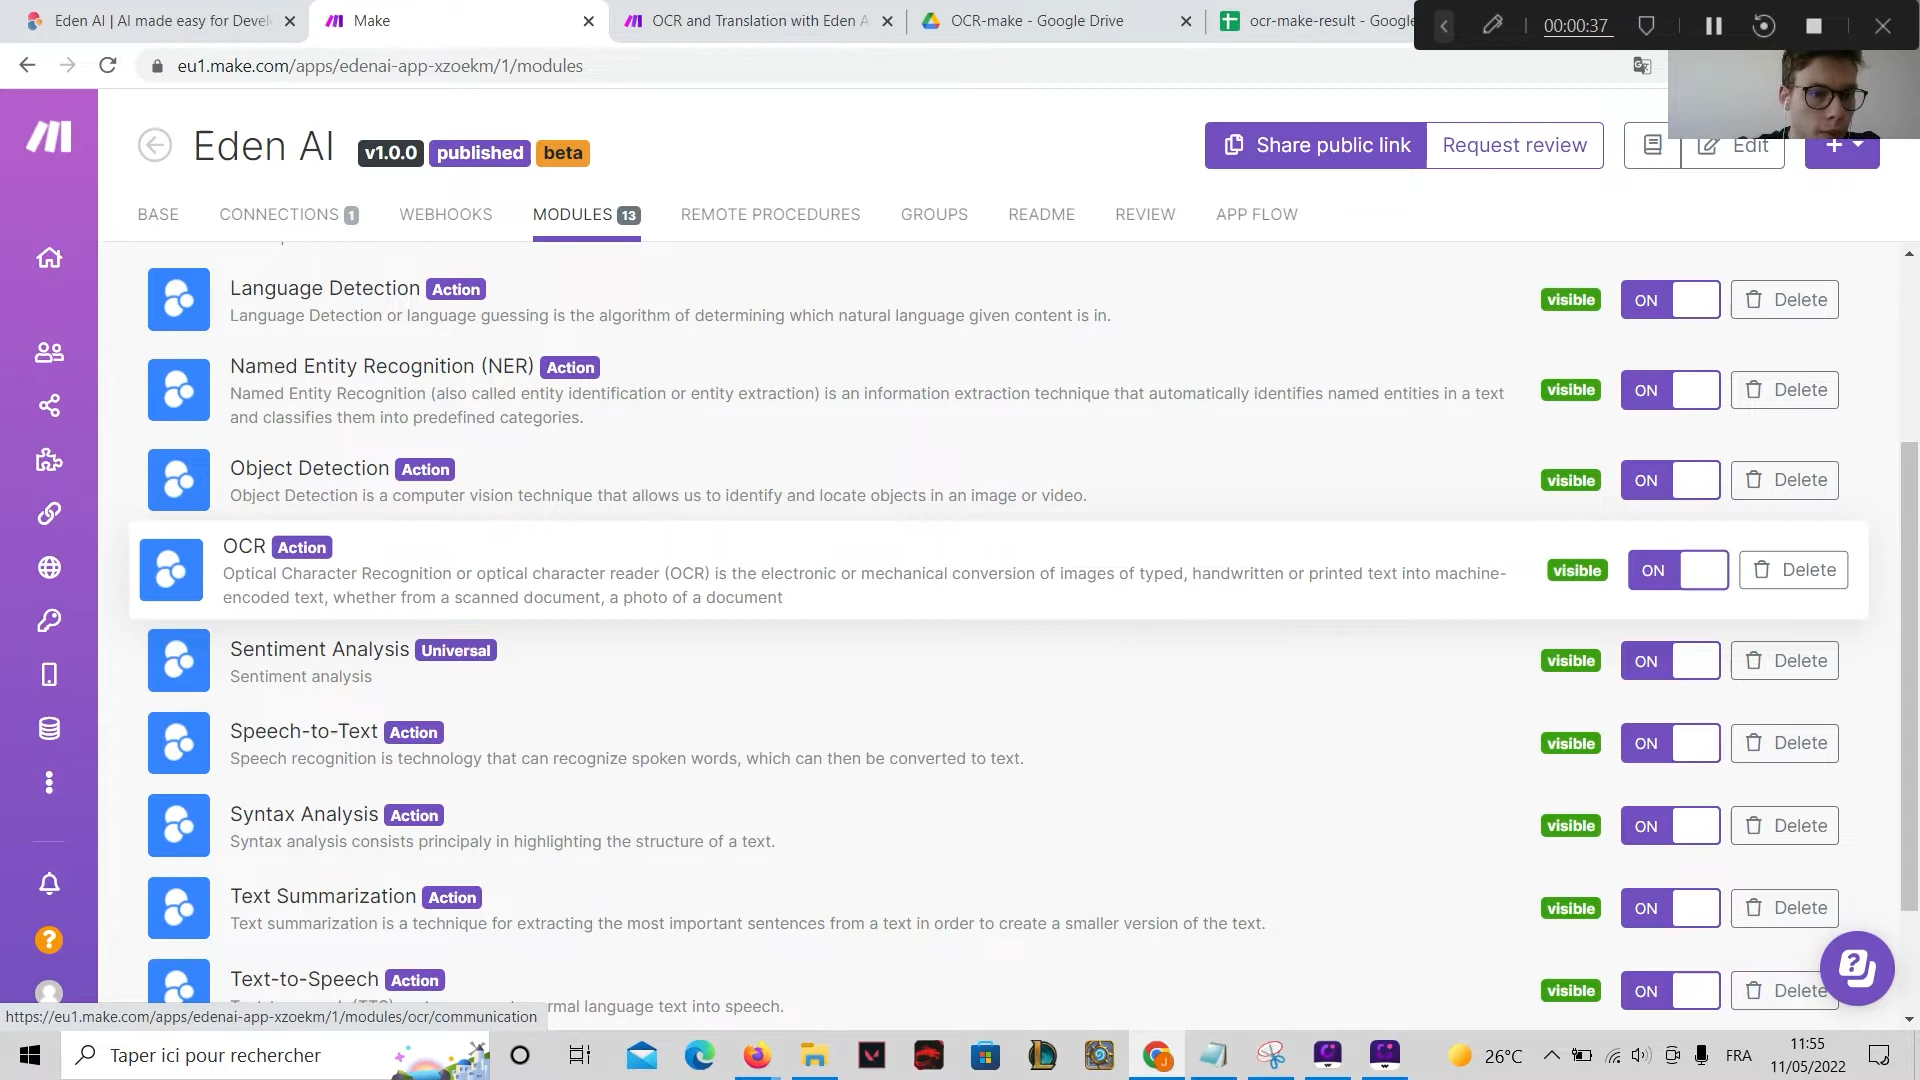 Eden AI | AI made easy for Devel
Make
OCR and Translation with Eden A
OCR-make - Google Drive
ocr-make-result - Google
00:00:37
eu1.make.com/apps/edenai-app-xzoekm/1/modules
Eden AI
v1.0.0
published
beta
Share public link
Request review
Edit
BASE
CONNECTIONS 1
WEBHOOKS
MODULES 13
REMOTE PROCEDURES
GROUPS
README
REVIEW
APP FLOW
Language Detection Action
Language Detection or language guessing is the algorithm of determining which natural language given content is in.
visible ON Delete
Named Entity Recognition (NER) Action
Named Entity Recognition (also called entity identification or entity extraction) is an information extraction technique that automatically identifies named entities in a text
and classifies them into predefined categories.
visible ON Delete
Object Detection Action
Object Detection is a computer vision technique that allows us to identify and locate objects in an image or video.
visible ON Delete
OCR Action
Optical Character Recognition or optical character reader (OCR) is the electronic or mechanical conversion of images of typed, handwritten or printed text into machine-
encoded text, whether from a scanned document, a photo of a document
visible ON Delete
Sentiment Analysis Universal
Sentiment analysis
visible ON Delete
Speech-to-Text Action
Speech recognition is technology that can recognize spoken words, which can then be converted to text.
visible ON Delete
Syntax Analysis Action
Syntax analysis consists principaly in highlighting the structure of a text.
visible ON Delete
Text Summarization Action
Text summarization is a technique for extracting the most important sentences from a text in order to create a smaller version of the text.
visible ON Delete
Text-to-Speech Action
language text into speech.
visible ON Delete
https://eu1.make.com/apps/edenai-app-xzoekm/1/modules/ocr/communication
Taper ici pour rechercher
26°C
FRA
11:55
11/05/2022